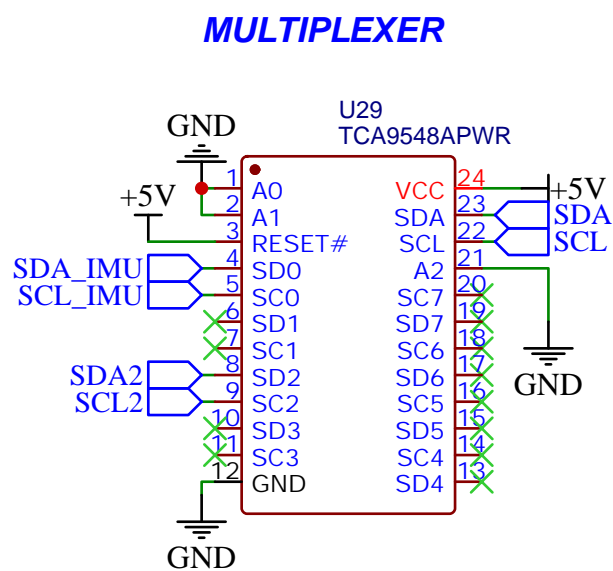 MULTIPLEXER
U29
TCA9548APWR
GND
+5V
SDA_IMU
SCL_IMU
SDA2
SCL2
GND
1 A0
2 A1
3 RESET#
4 SD0
5 SC0
6 SD1
7 SC1
8 SD2
9 SC2
10 SD3
11 SC3
12 GND
VCC 24
SDA 23
SCL 22
A2 21
SC7 20
SD7 19
SC6 18
SD6 17
SC5 16
SD5 15
SC4 14
SD4 13
+5V
SDA
SCL
GND